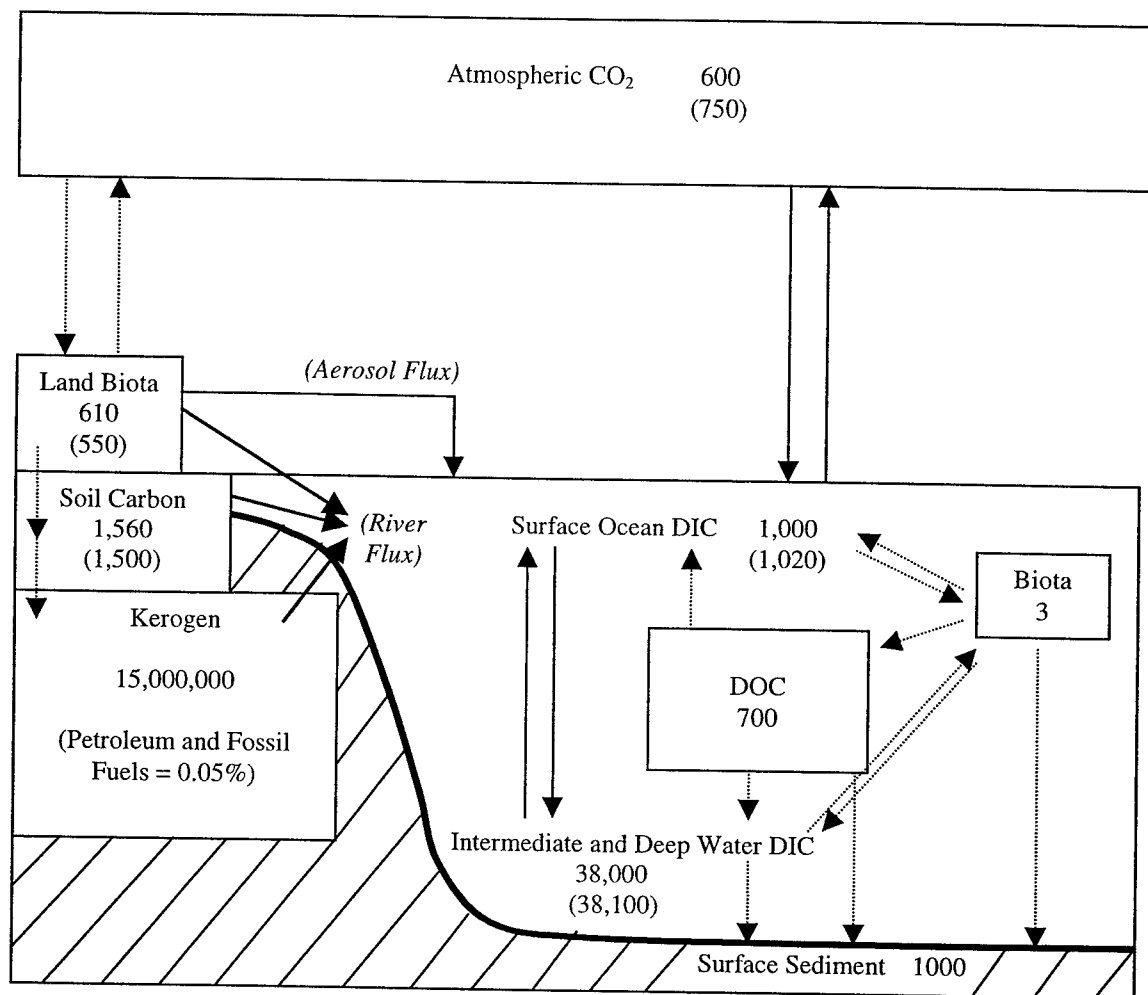 Atmospheric CO₂ 600
(750)
Land Biota
610
(550)
(Aerosol Flux)
Soil Carbon
1,560
(1,500)
(River
Flux)
Surface Ocean DIC 1,000
(1,020)
Biota
3
Kerogen
15,000,000
(Petroleum and Fossil
Fuels = 0.05%)
DOC
700
Intermediate and Deep Water DIC
38,000
(38,100)
Surface Sediment 1000